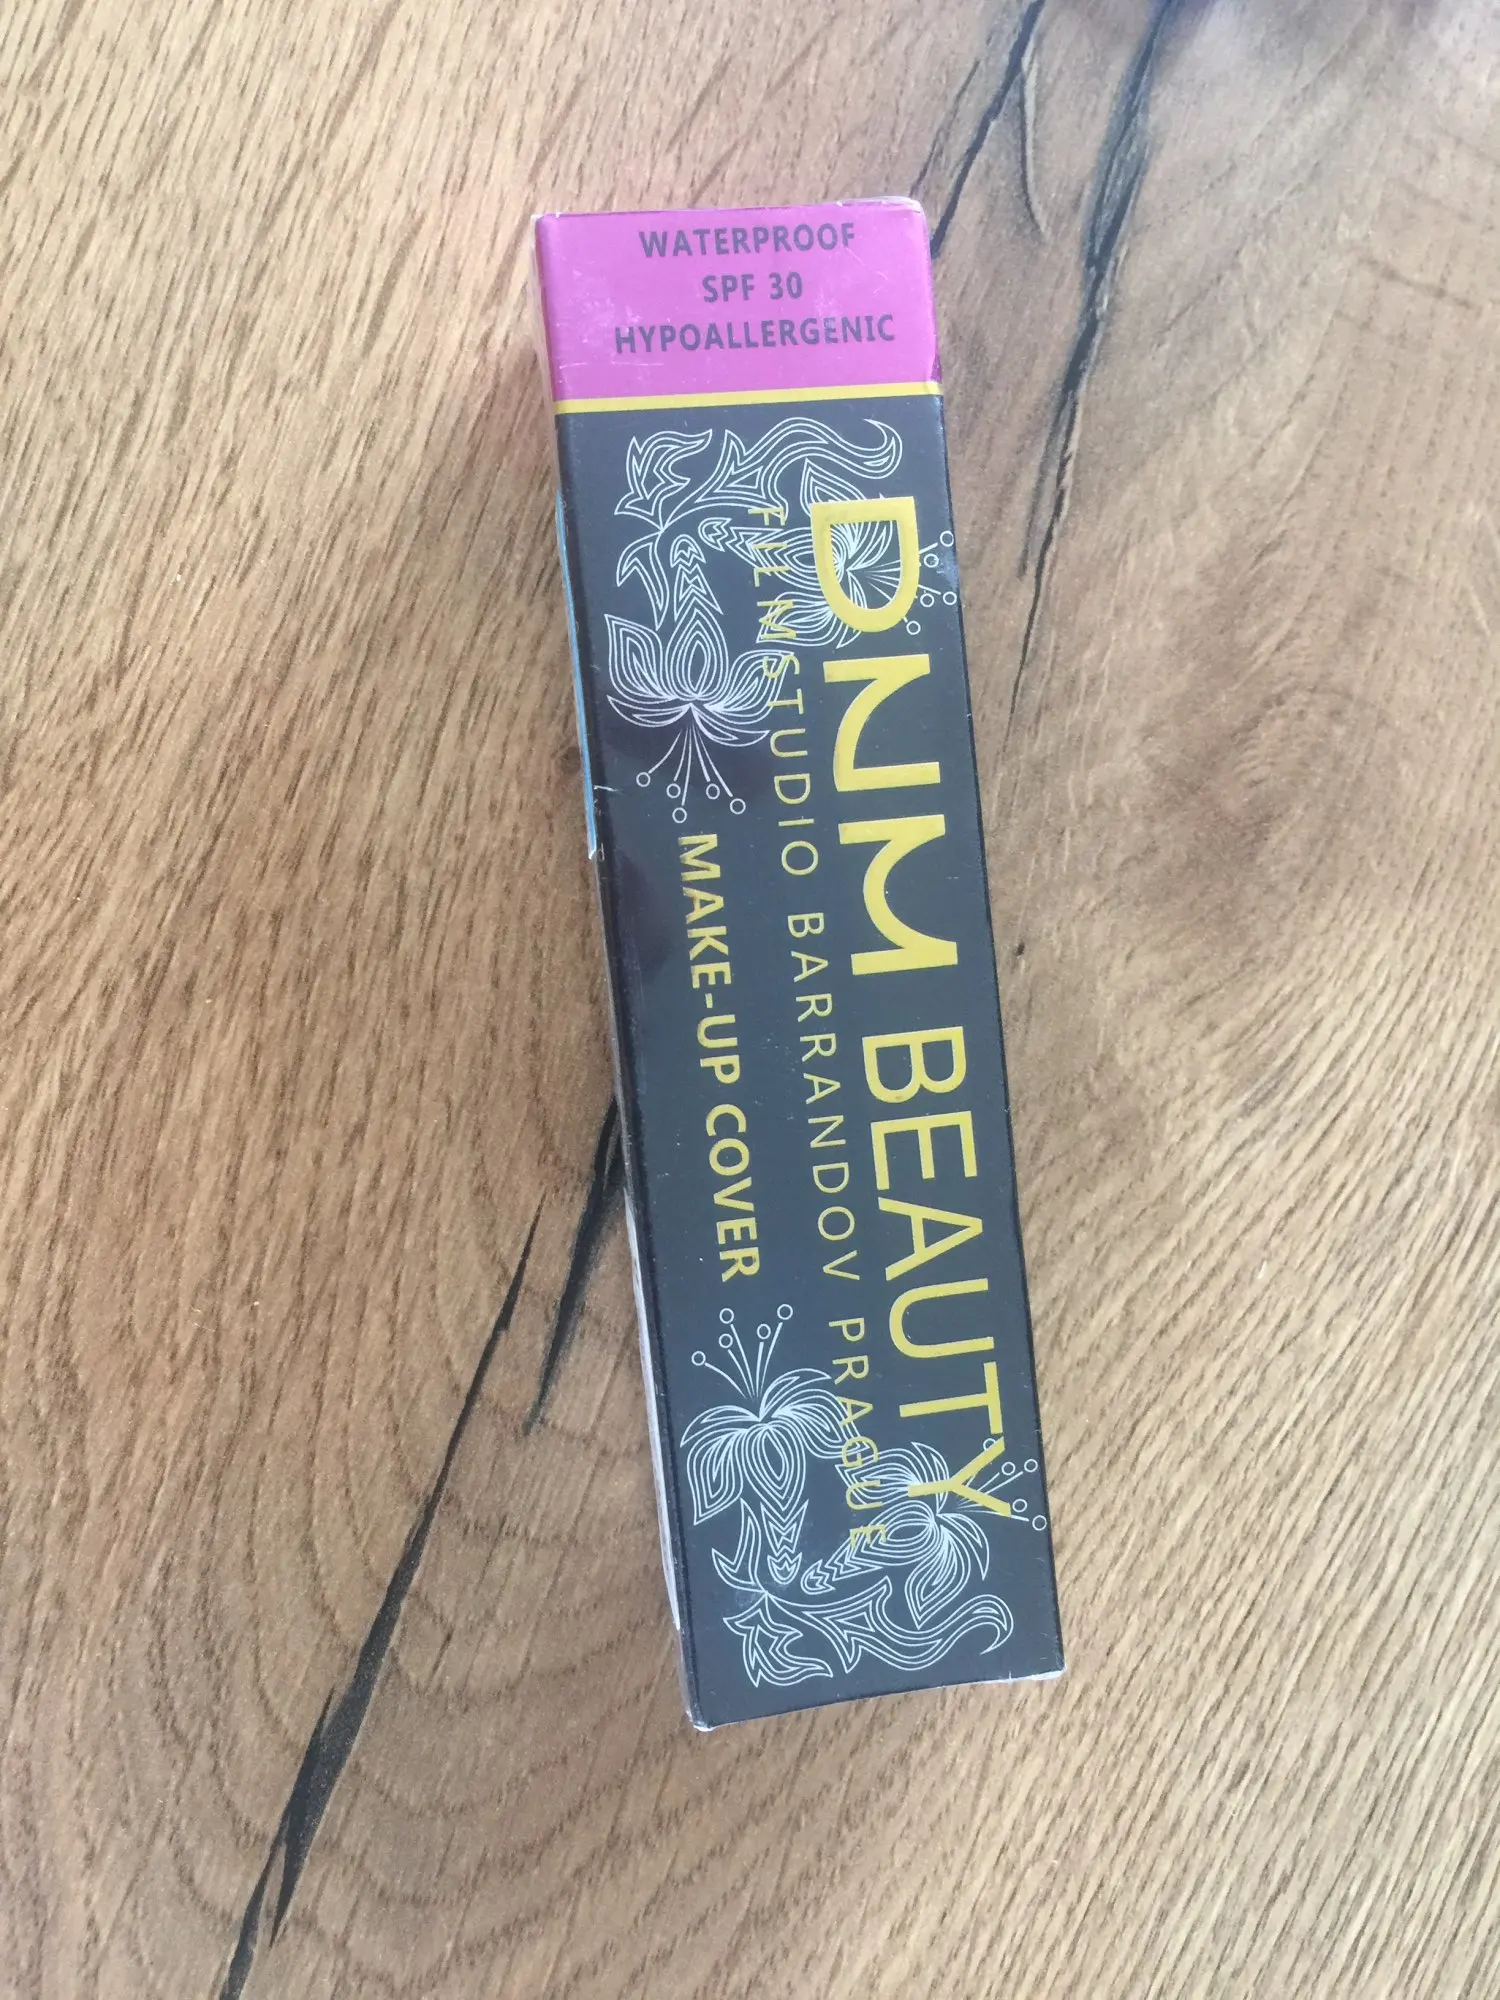 WATERPROOF
SPF 30
HYPOALLERGENIC
DNM BEAUTY
FILMSTUDIO BARRANDOV PRAGUE
MAKE-UP COVER